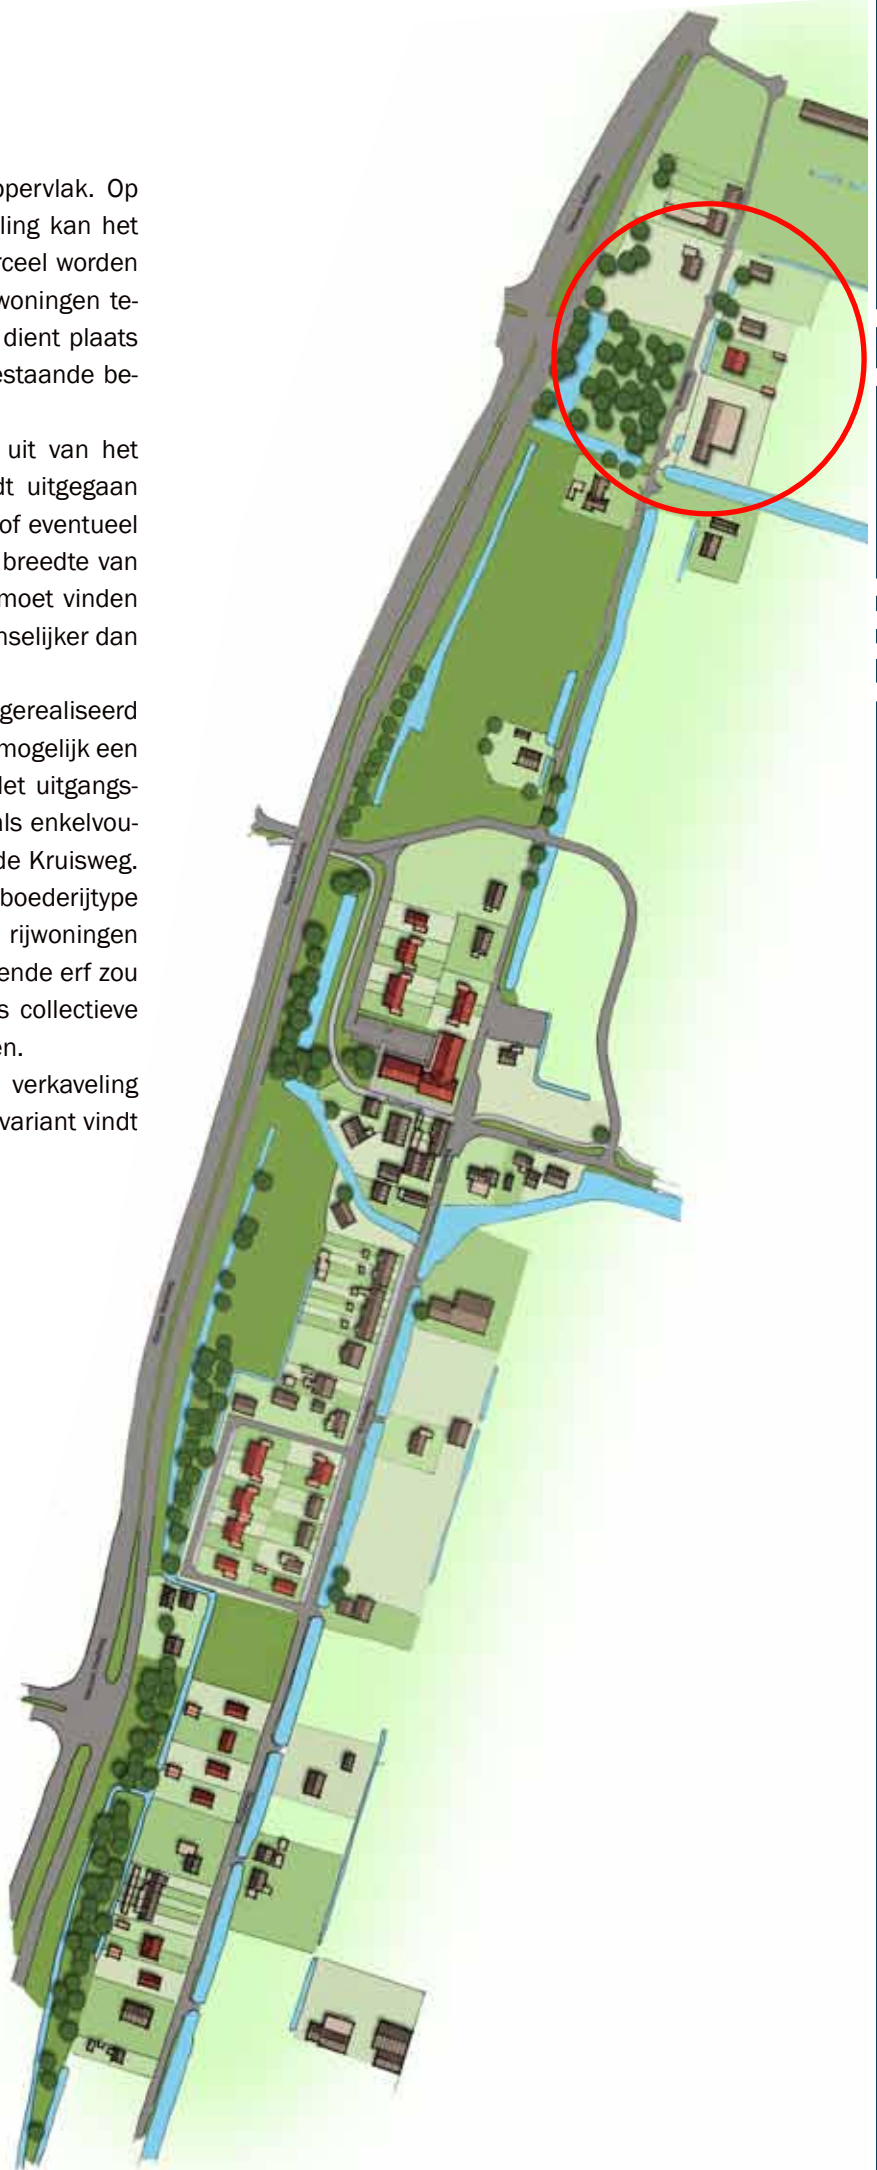 oppervlak. Op
ling kan het
rceel worden
woningen te-
dient plaats
estaande be-
uit van het
dt uitgegaan
of eventueel
breedte van
moet vinden
nselijker dan
gerealiseerd
mogelijk een
let uitgangs-
als enkelvou-
de Kruisweg.
boederijtype
rijwoningen
ende erf zou
s collectieve
en.
verkaveling
variant vindt